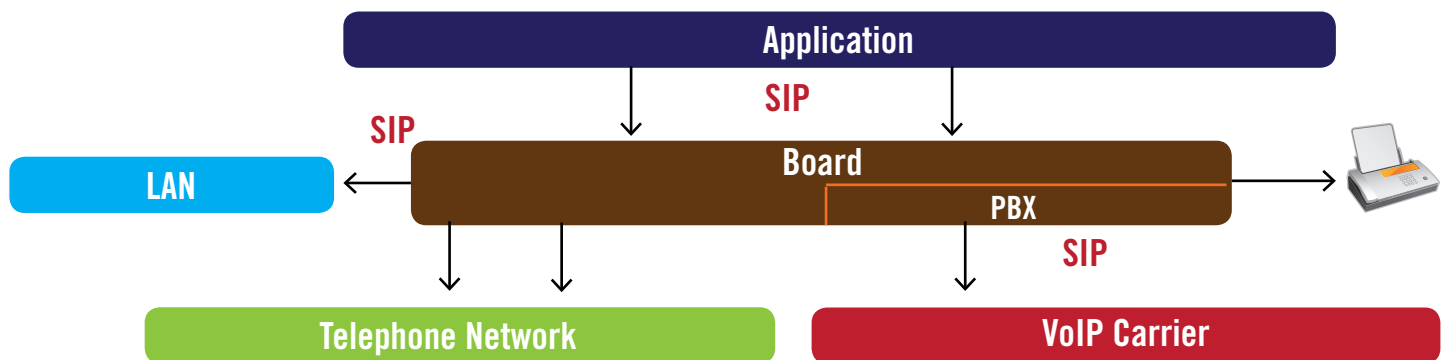 Application
SIP
SIP
Board
LAN
PBX
SIP
Telephone Network
VoIP Carrier